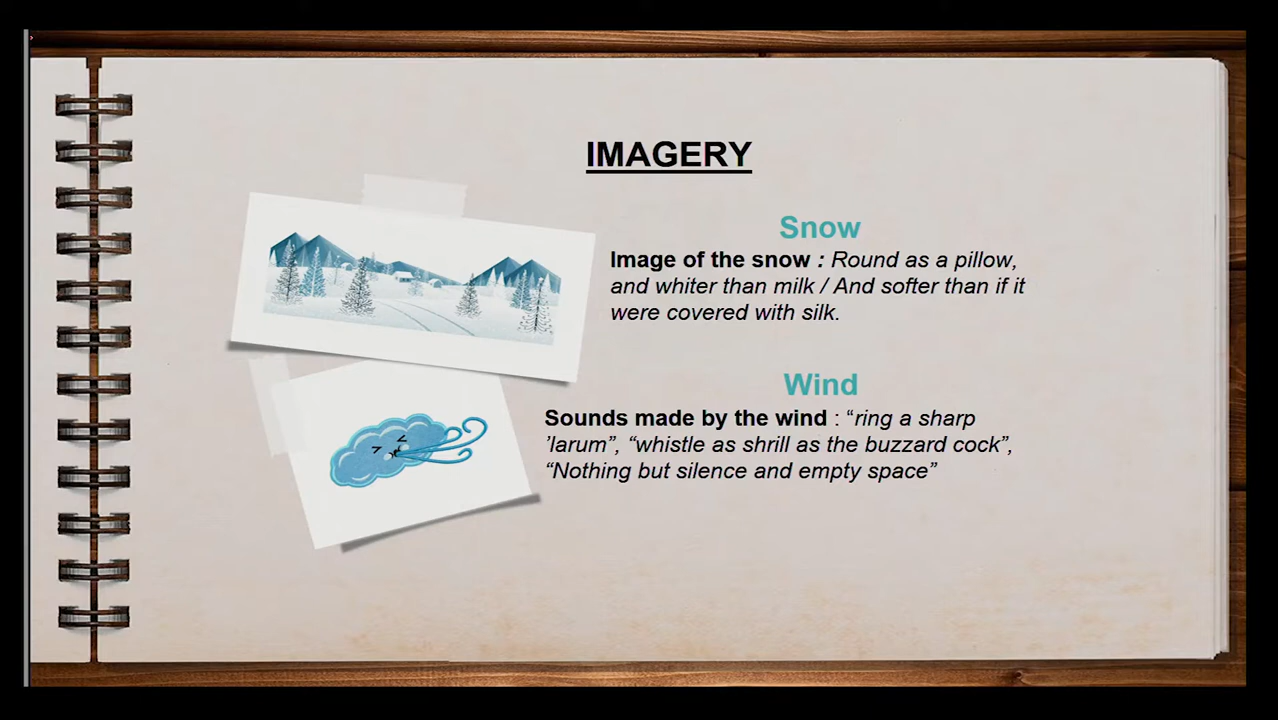 IMAGERY
Snow
Image of the snow : Round as a pillow,
and whiter than milk / And softer than if it
were covered with silk.
Wind
Sounds made by the wind : “ring a sharp
’larum”, “whistle as shrill as the buzzard cock”,
“Nothing but silence and empty space”